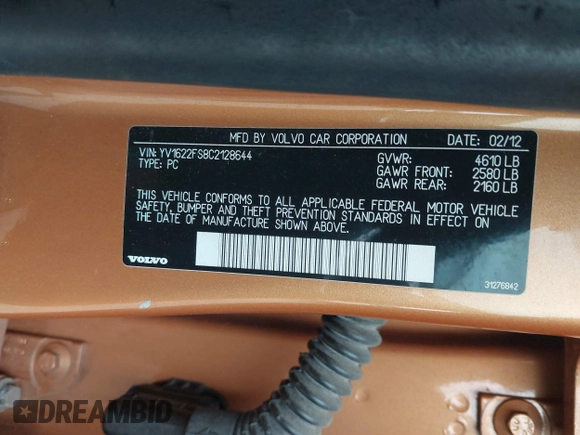 MFD BY VOLVO CAR CORPORATION DATE: 02/12
VIN: YV1622FS8C2128644 GVWR: 4610 LB
TYPE: PC GAWR FRONT: 2580 LB
GAWR REAR: 2160 LB
THIS VEHICLE CONFORMS TO ALL APPLICABLE FEDERAL MOTOR VEHICLE
SAFETY, BUMPER AND THEFT PREVENTION STANDARDS IN EFFECT ON
THE DATE OF MANUFACTURE SHOWN ABOVE.
VOLVO 31276842
DREAMBID